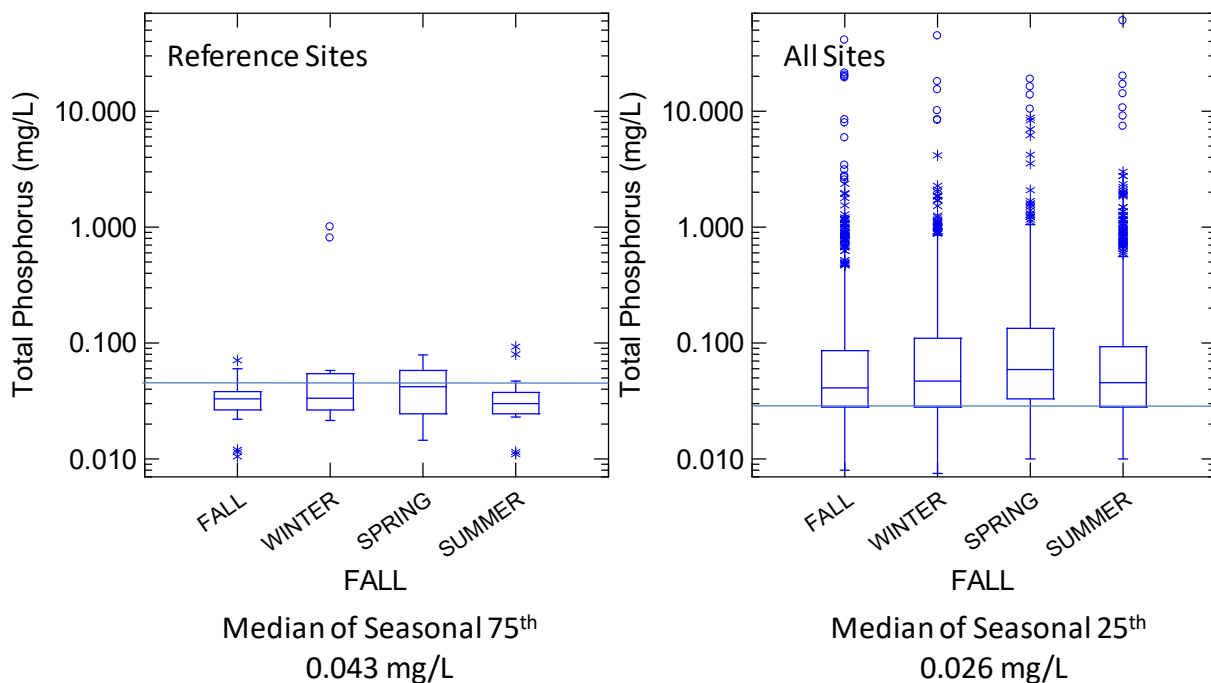 Reference Sites
Total Phosphorus (mg/L)
10.000
1.000
0.100
0.010
FALL
WINTER
SPRING
SUMMER
FALL
Median of Seasonal 75th
0.043 mg/L
All Sites
Total Phosphorus (mg/L)
10.000
1.000
0.100
0.010
FALL
WINTER
SPRING
SUMMER
FALL
Median of Seasonal 25th
0.026 mg/L